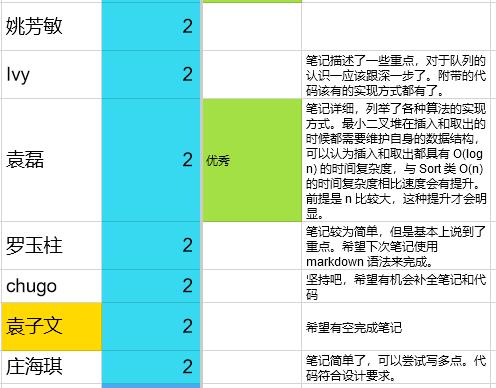 姚芳敏 2
Ivy 2 笔记描述了一些重点，对于队列的
认识一应该跟深一步了。附带的代
码该有的实现方式都有了。
袁磊 2 优秀 笔记详细，列举了各种算法的实现
方式。最小二叉堆在插入和取出的
时候都需要维护自身的数据结构，
可以认为插入和取出都具有 O(log
n) 的时间复杂度，与 Sort 类 O(n)
的时间复杂度相比速度会有提升。
前提是 n 比较大，这种提升才会明
显。
罗玉柱 2 笔记较为简单，但是基本上说到了
重点。希望下次笔记使用
markdown 语法来完成。
chugo 2 坚持吧，希望有机会补全笔记和代
码
袁子文 2 希望有空完成笔记
庄海琪 2 笔记简单了，可以尝试写多点。代
码符合设计要求。